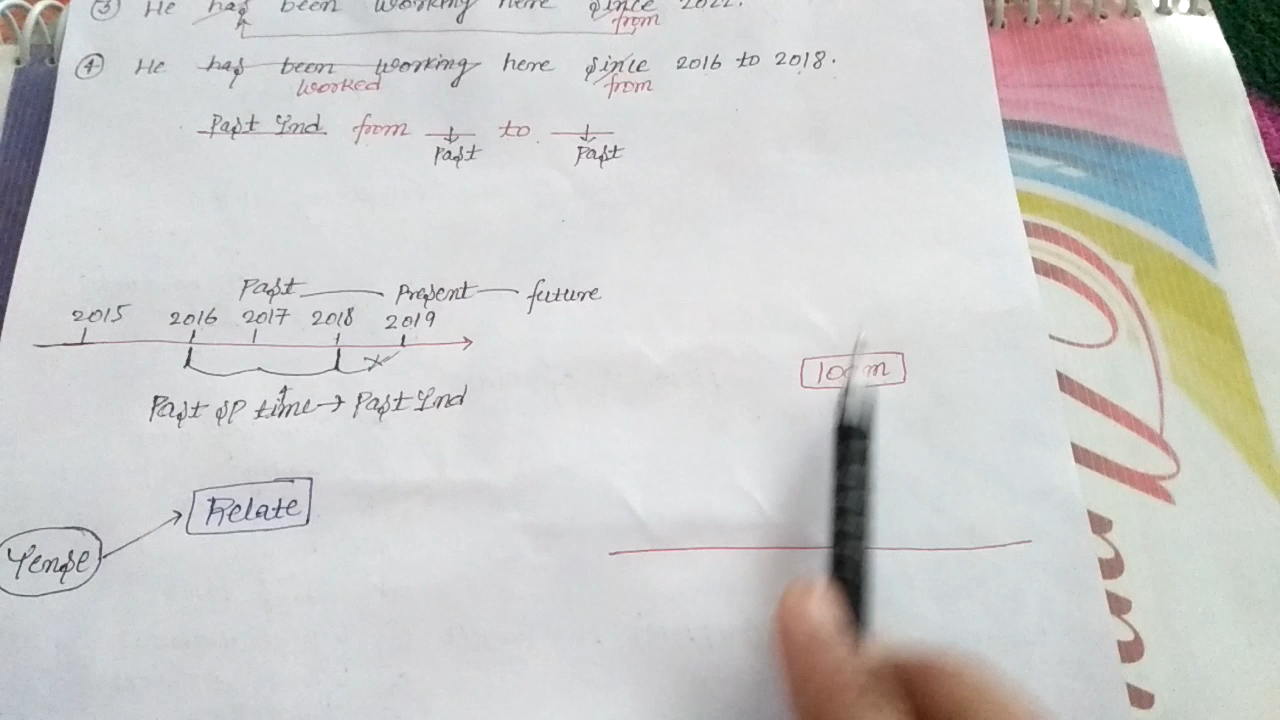 ③ He has been working here since 2022.
from
④ He has been working here since 2016 to 2018.
worked from
Past Ind from to
Past Past
Past Present future
2015 2016 2017 2018 2019
Past op time → Past Ind
Relate
Tense